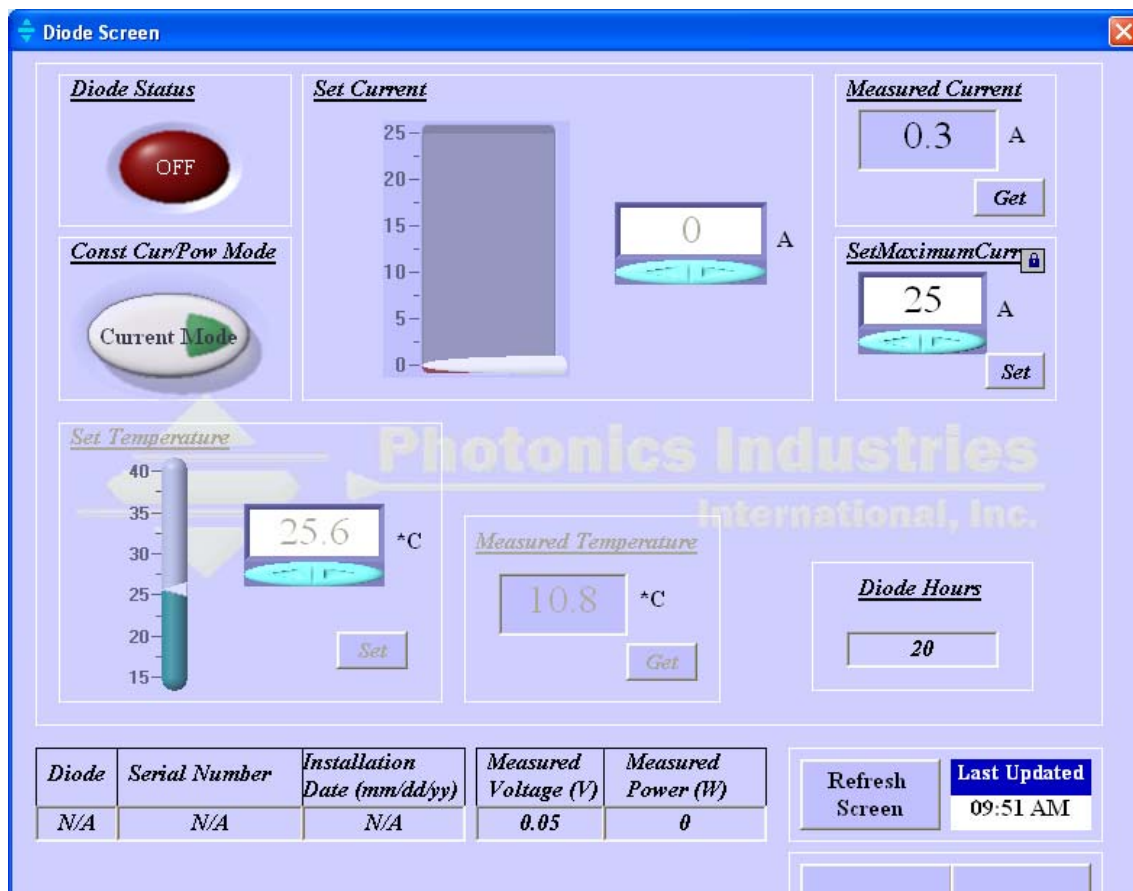 Diode Screen
Diode Status
OFF
Set Current
25
20
15
10
5
0
0
A
Measured Current
0.3
A
Get
Const Cur/Pow Mode
Current Mode
SetMaximumCurr
25
A
Set
Photonics Industries
International, Inc.
Set Temperature
40
35
30
25
20
15
25.6
*C
Set
Measured Temperature
10.8
*C
Get
Diode Hours
20
Diode
Serial Number
Installation
Date (mm/dd/yy)
Measured
Voltage (V)
Measured
Power (W)
N/A
N/A
N/A
0.05
0
Refresh
Screen
Last Updated
09:51 AM